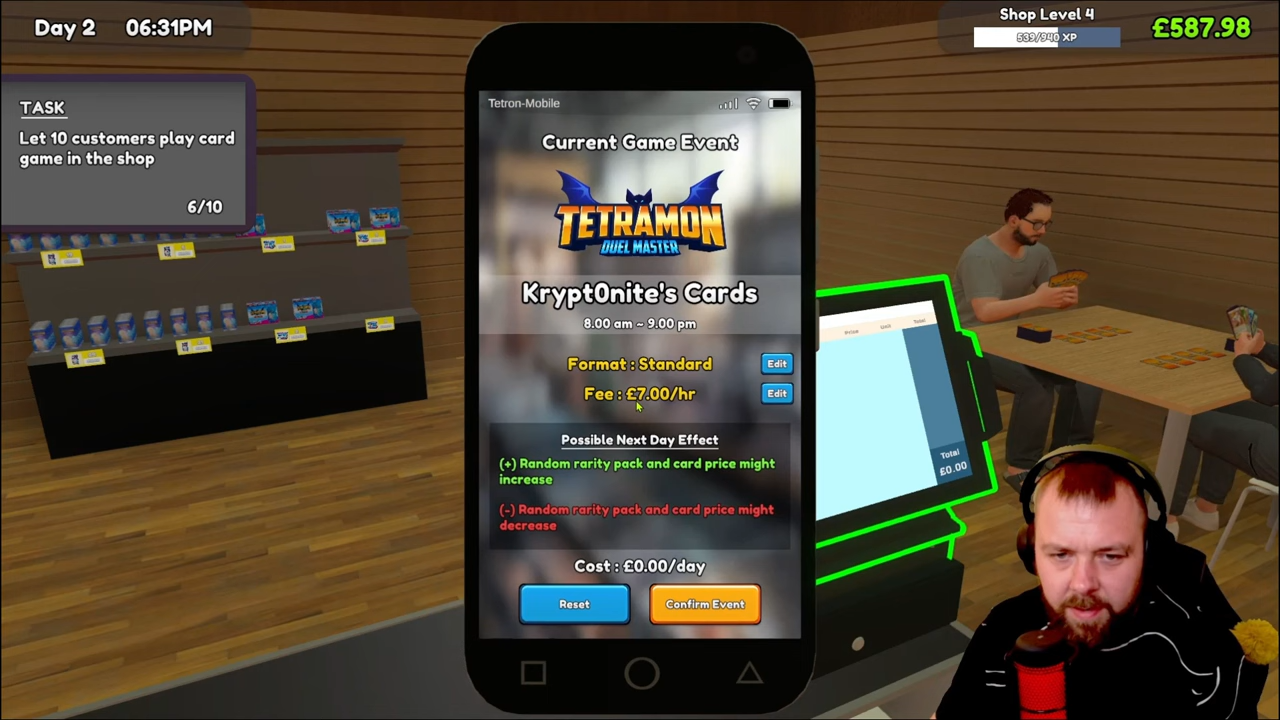 Day 2 06:31PM
Shop Level 4
539/940 XP
£587.98
TASK
Let 10 customers play card
game in the shop
6/10
Tetron-Mobile
Current Game Event
TETRAMON
DUEL MASTER
Krypt0nite's Cards
8.00 am ~ 9.00 pm
Format : Standard
Edit
Fee : £7.00/hr
Edit
Possible Next Day Effect
(+) Random rarity pack and card price might
increase
(-) Random rarity pack and card price might
decrease
Cost : £0.00/day
Reset
Confirm Event
Price Total
Total
£0.00